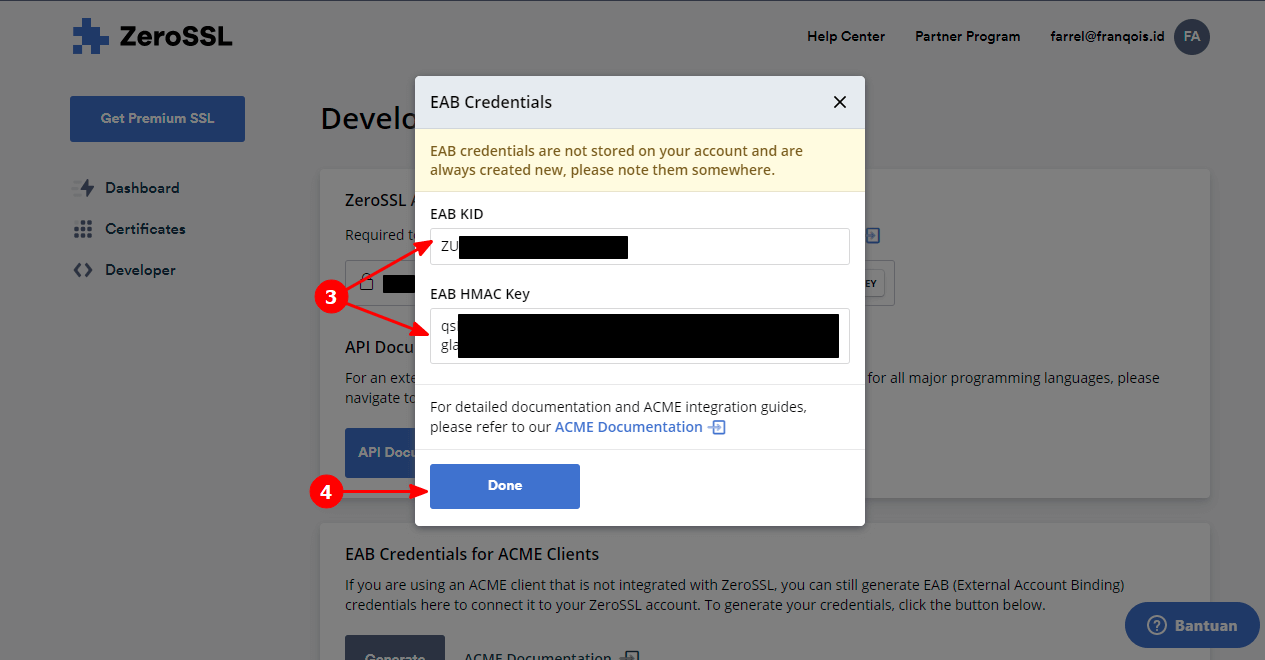 ZeroSSL
Help Center
Partner Program
farrel@franqois.id
FA
Get Premium SSL
Dashboard
Certificates
Developer
Develo
ZeroSSL A
Required t
EY
API Docu
For an exte
for all major programming languages, please
navigate to
API Docu
EAB Credentials
EAB credentials are not stored on your account and are
always created new, please note them somewhere.
EAB KID
ZU
3
EAB HMAC Key
qs
gla
For detailed documentation and ACME integration guides,
please refer to our ACME Documentation
4
Done
EAB Credentials for ACME Clients
If you are using an ACME client that is not integrated with ZeroSSL, you can still generate EAB (External Account Binding)
credentials here to connect it to your ZeroSSL account. To generate your credentials, click the button below.
Generate
ACME Documentation
Bantuan